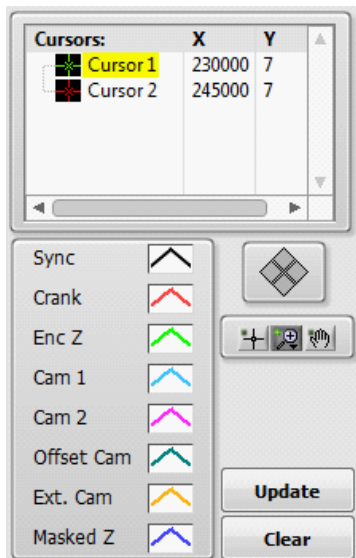 Cursors: X Y
Cursor 1 230000 7
Cursor 2 245000 7
Sync
Crank
Enc Z
Cam 1
Cam 2
Offset Cam
Ext. Cam
Masked Z
Update
Clear